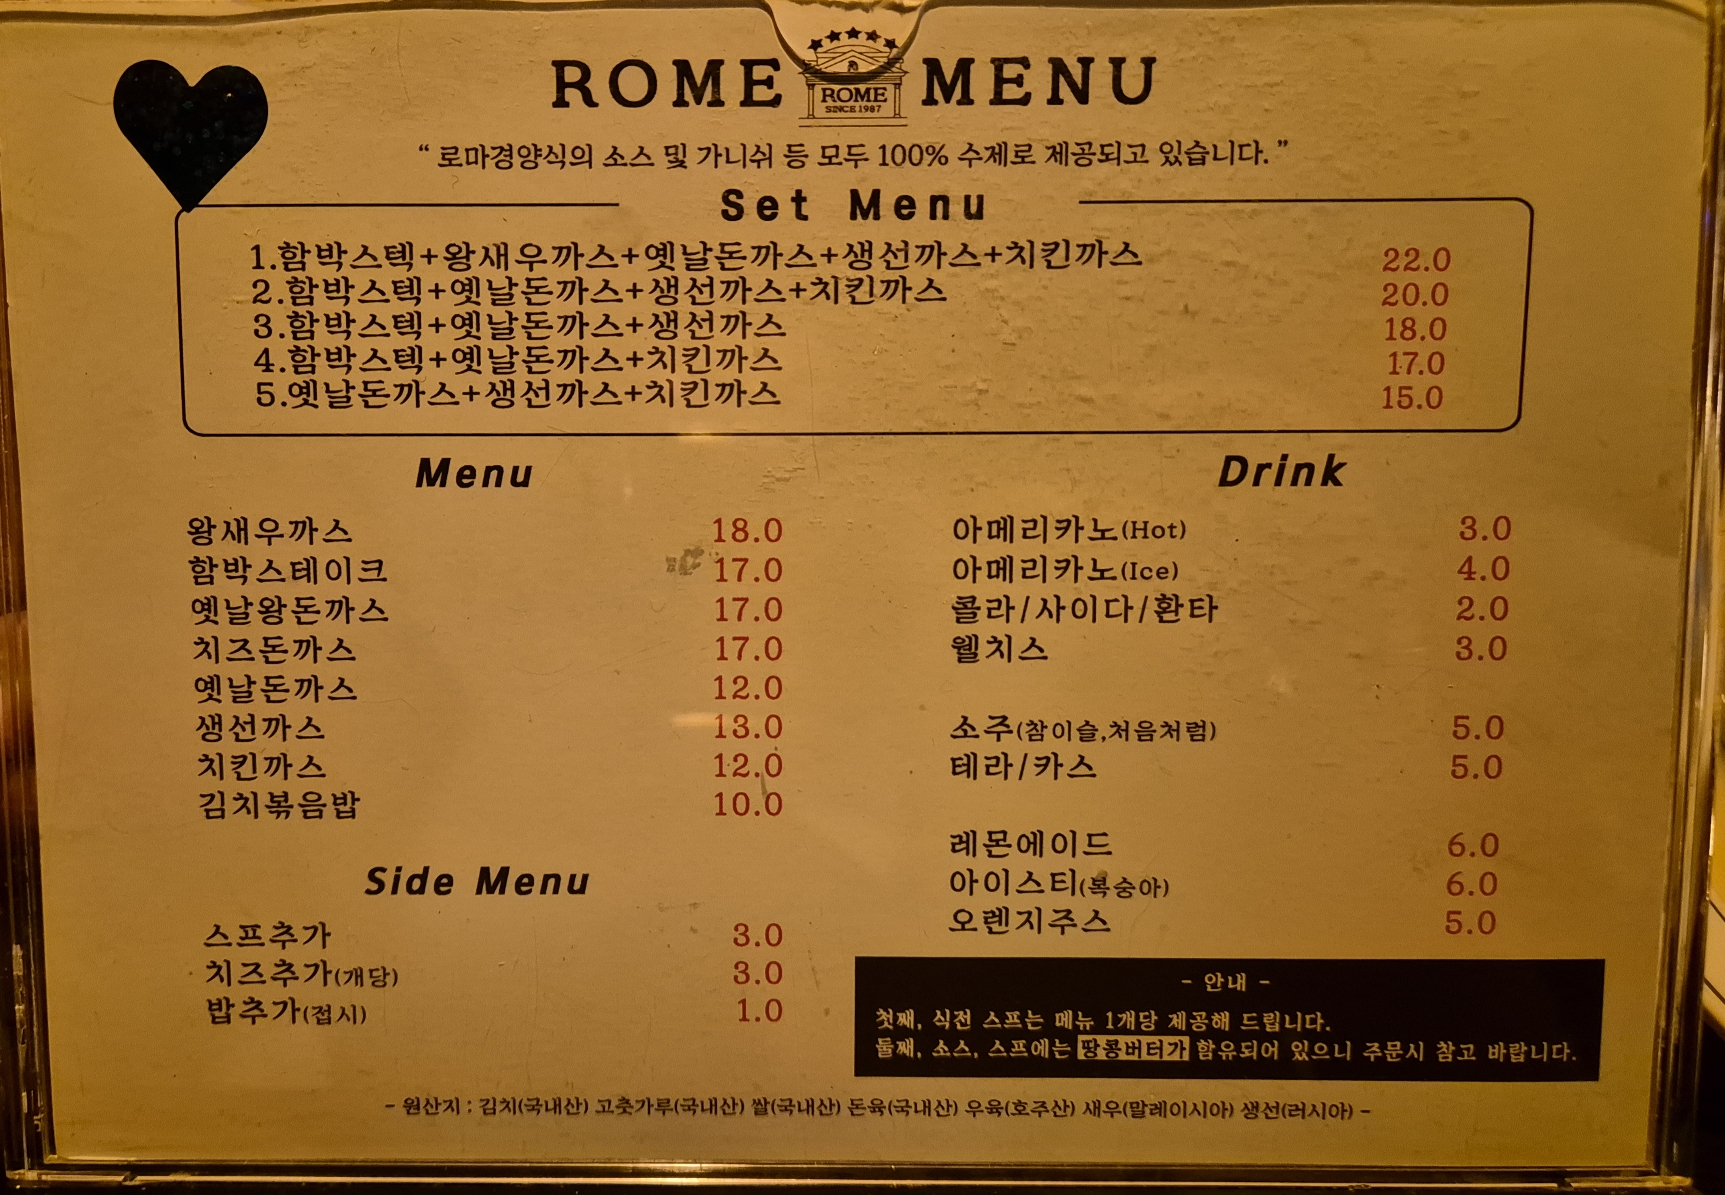 ROME MENU
ROME
SINCE 1987
“ 로마경양식의 소스 및 가니쉬 등 모두 100% 수제로 제공되고 있습니다. ”
Set Menu
1.함박스텍+왕새우까스+옛날돈까스+생선까스+치킨까스 22.0
2.함박스텍+옛날돈까스+생선까스+치킨까스 20.0
3.함박스텍+옛날돈까스+생선까스 18.0
4.함박스텍+옛날돈까스+치킨까스 17.0
5.옛날돈까스+생선까스+치킨까스 15.0
Menu
왕새우까스 18.0
함박스테이크 17.0
옛날왕돈까스 17.0
치즈돈까스 17.0
옛날돈까스 12.0
생선까스 13.0
치킨까스 12.0
김치볶음밥 10.0
Side Menu
스프추가 3.0
치즈추가(개당) 3.0
밥추가(접시) 1.0
Drink
아메리카노(Hot) 3.0
아메리카노(Ice) 4.0
콜라/사이다/환타 2.0
웰치스 3.0
소주(참이슬,처음처럼) 5.0
테라/카스 5.0
레몬에이드 6.0
아이스티(복숭아) 6.0
오렌지주스 5.0
- 안내 -
첫째, 식전 스프는 메뉴 1개당 제공해 드립니다.
둘째, 소스, 스프에는 땅콩버터가 함유되어 있으니 주문시 참고 바랍니다.
- 원산지 : 김치(국내산) 고춧가루(국내산) 쌀(국내산) 돈육(국내산) 우육(호주산) 새우(말레이시아) 생선(러시아) -